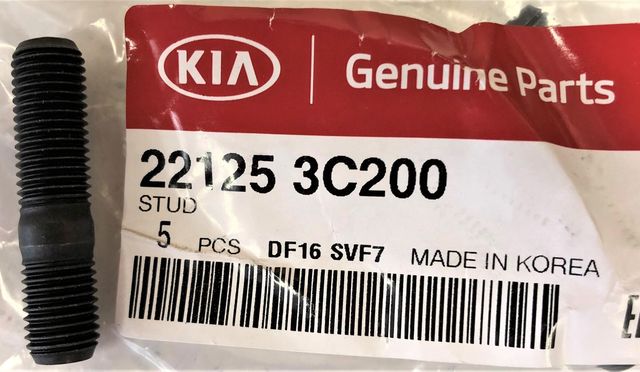 KIA Genuine Parts
22125 3C200
STUD
5 PCS DF16 SVF7 MADE IN KOREA